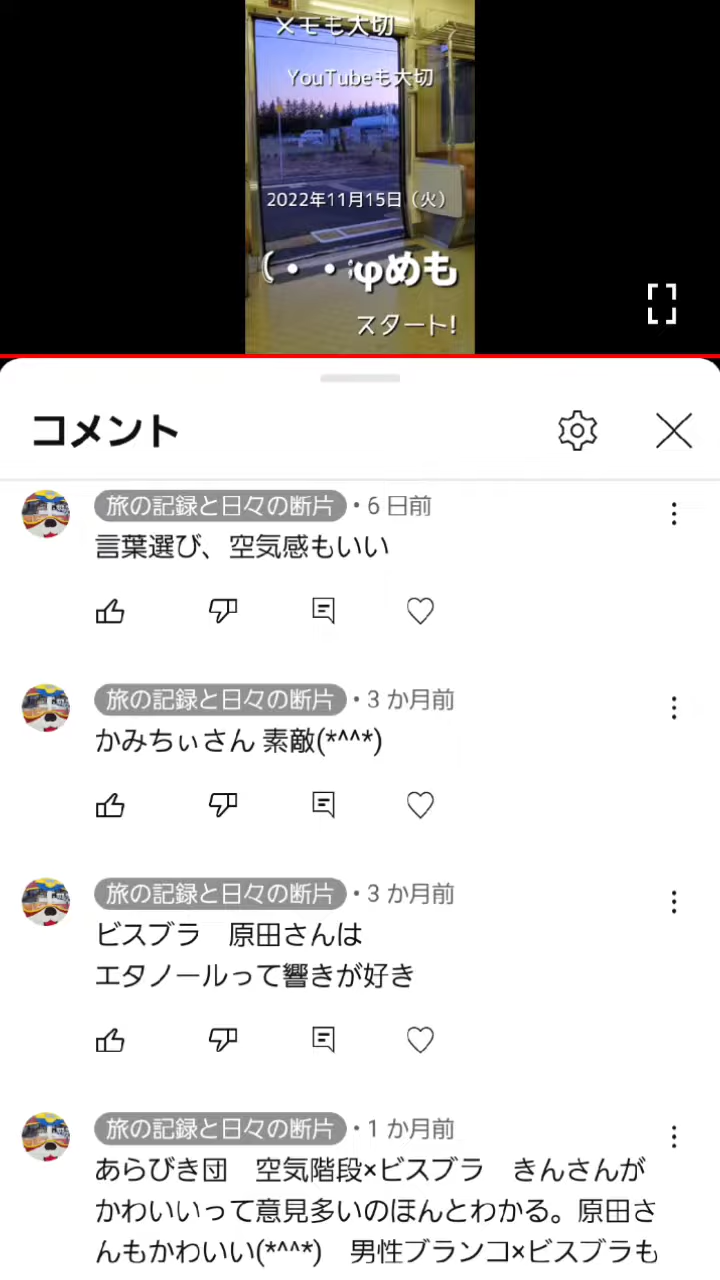 メモも大切
YouTubeも大切
2022年11月15日（火）
(・・;φめも
スタート!
コメント
旅の記録と日々の断片・6 日前
言葉選び、空気感もいい
旅の記録と日々の断片・3 か月前
かみちぃさん 素敵(*^^*)
旅の記録と日々の断片・3 か月前
ビスブラ　原田さんは
エタノールって響きが好き
旅の記録と日々の断片・1 か月前
あらびき団　空気階段×ビスブラ　きんさんが
かわいいって意見多いのほんとわかる。原田さ
んもかわいい(*^^*)　男性ブランコ×ビスブラも